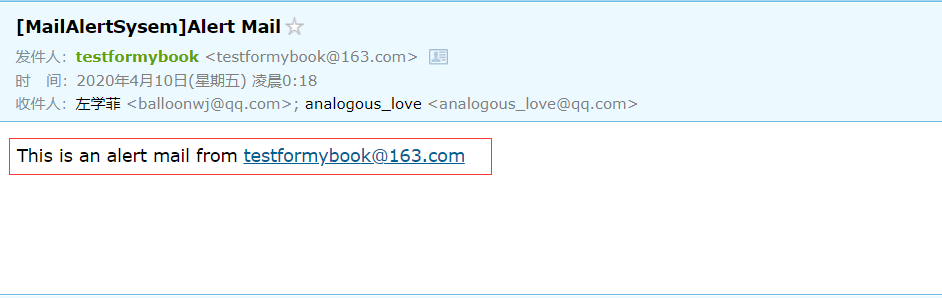 [MailAlertSysem]Alert Mail
发件人：testformybook <testformybook@163.com>
时　间：2020年4月10日(星期五) 凌晨0:18
收件人：左学菲 <balloonwj@qq.com>; analogous_love <analogous_love@qq.com>
This is an alert mail from testformybook@163.com